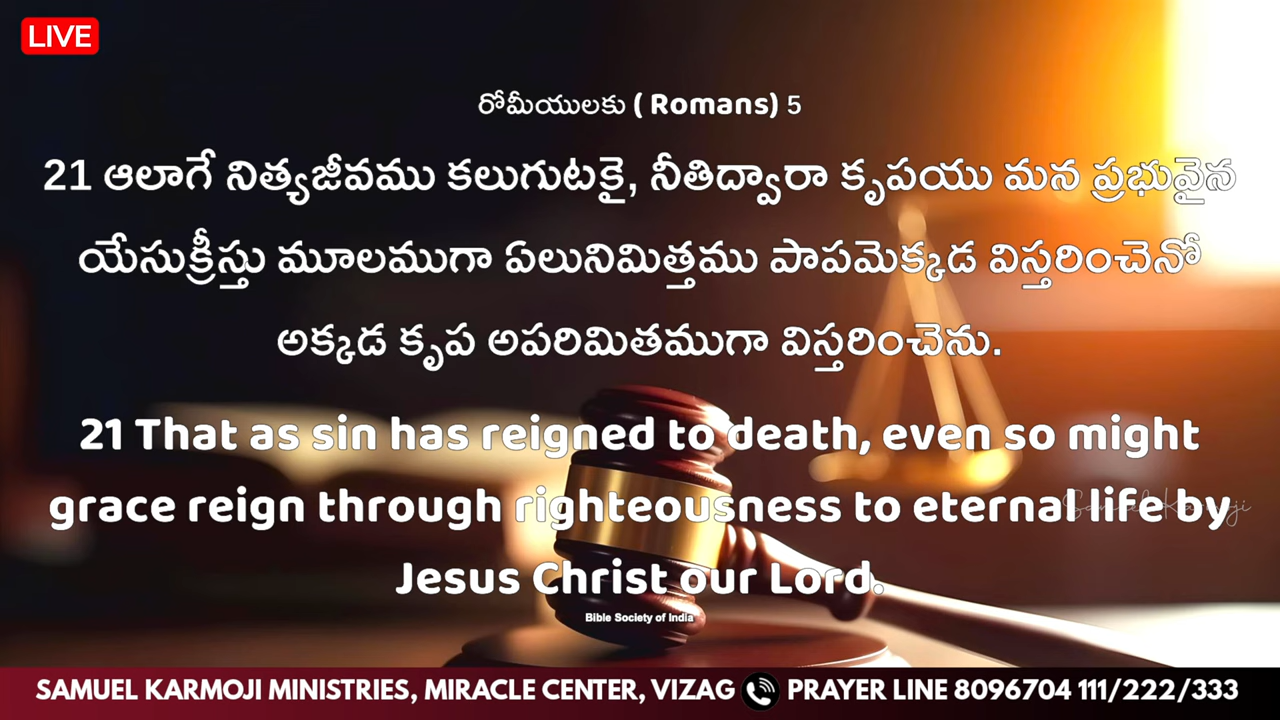 LIVE
రోమీయులకు ( Romans) 5
21 ఆలాగే నిత్యజీవము కలుగుటకై, నీతిద్వారా కృపయు మన ప్రభువైన
యేసుక్రీస్తు మూలముగా ఏలునిమిత్తము పాపమెక్కడ విస్తరించెనో
అక్కడ కృప అపరిమితముగా విస్తరించెను.
21 That as sin has reigned to death, even so might
grace reign through righteousness to eternal life by
Samuel Karmoji
Jesus Christ our Lord.
Bible Society of India
SAMUEL KARMOJI MINISTRIES, MIRACLE CENTER, VIZAG PRAYER LINE 8096704 111/222/333